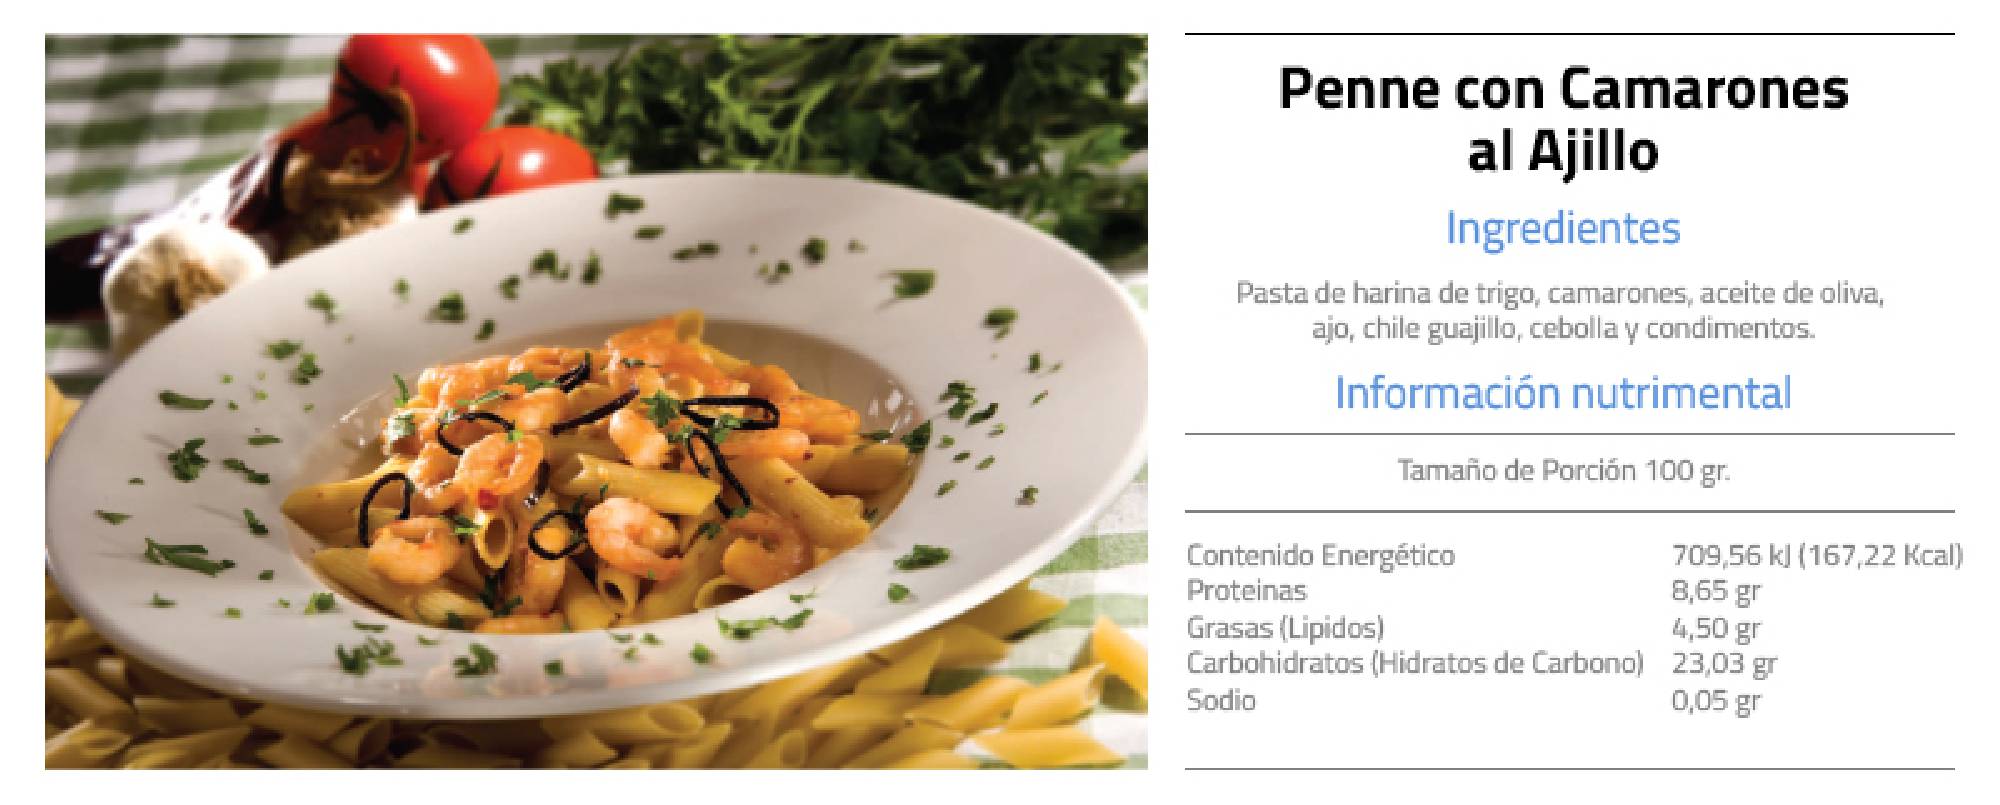 Penne con Camarones
al Ajillo
Ingredientes
Pasta de harina de trigo, camarones, aceite de oliva,
ajo, chile guajillo, cebolla y condimentos.
Información nutrimental
Tamaño de Porción 100 gr.
Contenido Energético 709,56 kJ (167,22 Kcal)
Proteinas 8,65 gr
Grasas (Lipidos) 4,50 gr
Carbohidratos (Hidratos de Carbono) 23,03 gr
Sodio 0,05 gr